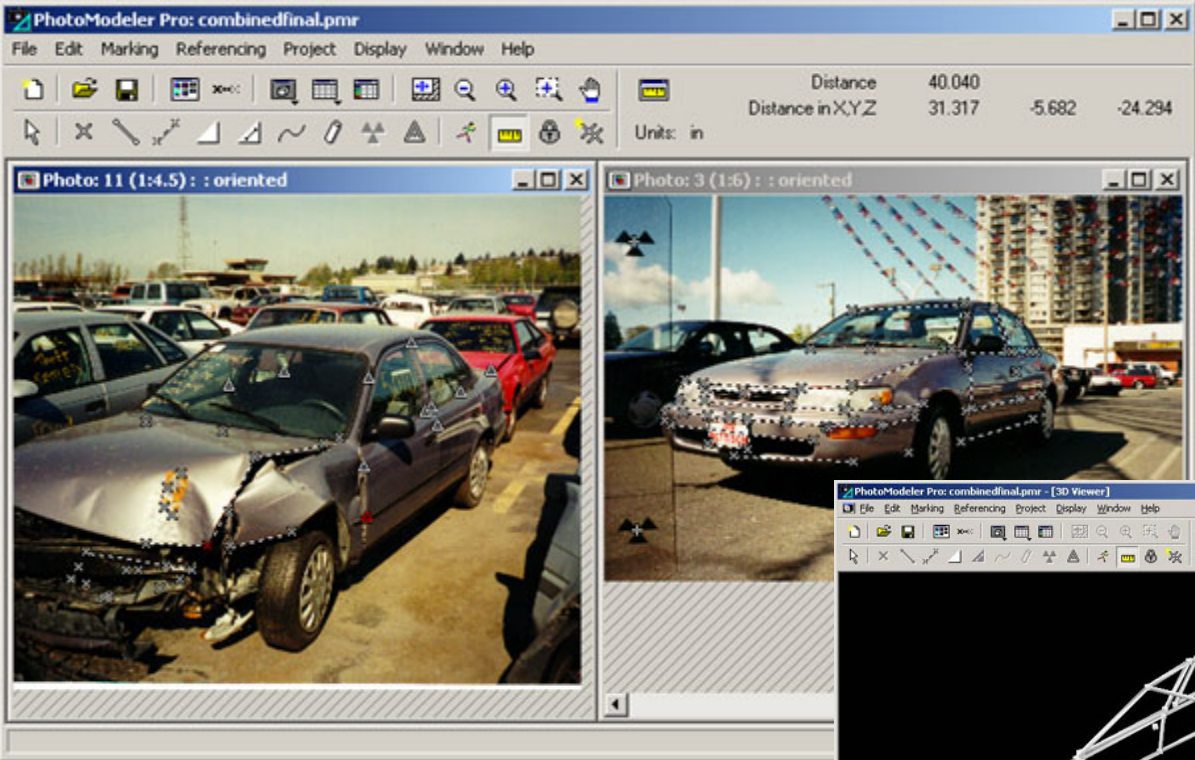 PhotoModeler Pro: combinedfinal.pmr
File Edit Marking Referencing Project Display Window Help
Distance 40.040
Distance in X,Y,Z 31.317 -5.682 -24.294
Units: in
Photo: 11 (1:4.5) : : oriented
Photo: 3 (1:6) : : oriented
PhotoModeler Pro: combinedfinal.pmr - [3D Viewer]
File Edit Marking Referencing Project Display Window Help